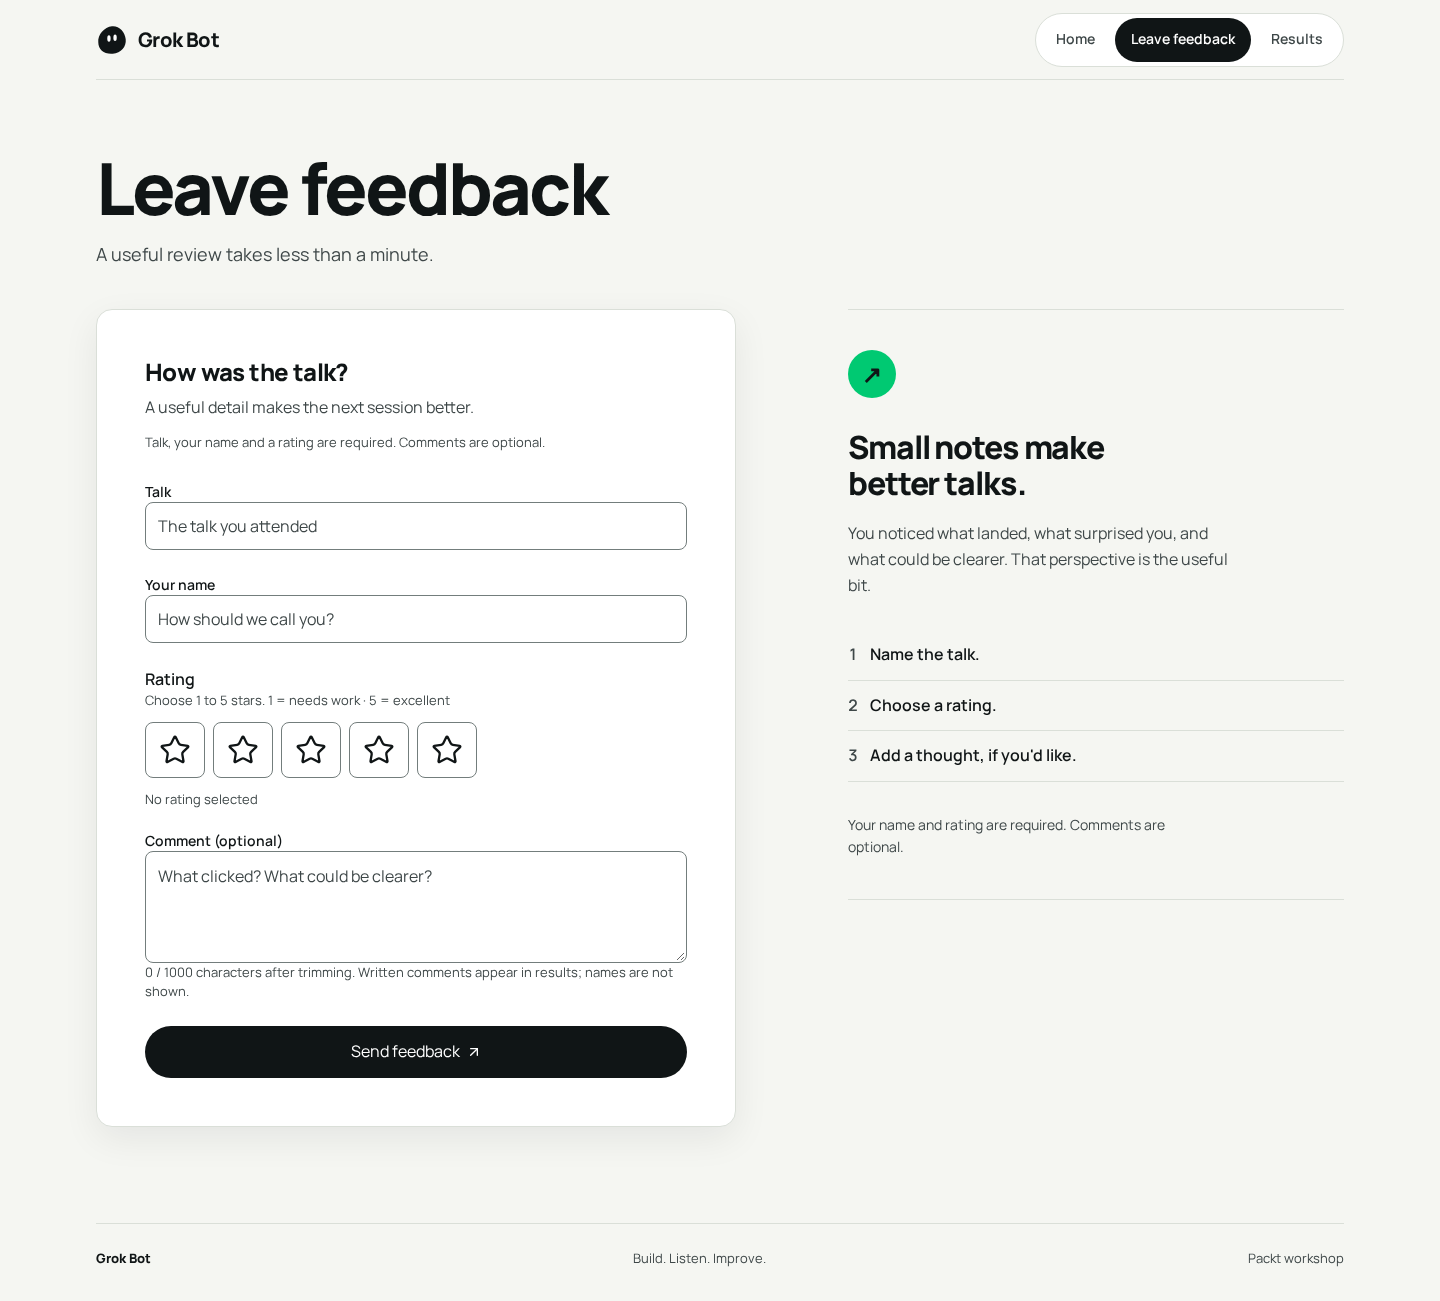 Grok Bot
Home
Leave feedback
Results
Leave feedback
A useful review takes less than a minute.
How was the talk?
A useful detail makes the next session better.
Talk, your name and a rating are required. Comments are optional.
Talk
The talk you attended
Your name
How should we call you?
Rating
Choose 1 to 5 stars. 1 = needs work · 5 = excellent
No rating selected
Comment (optional)
What clicked? What could be clearer?
0 / 1000 characters after trimming. Written comments appear in results; names are not
shown.
Send feedback ↗
↗
Small notes make
better talks.
You noticed what landed, what surprised you, and
what could be clearer. That perspective is the useful
bit.
1 Name the talk.
2 Choose a rating.
3 Add a thought, if you'd like.
Your name and rating are required. Comments are
optional.
Grok Bot
Build. Listen. Improve.
Packt workshop